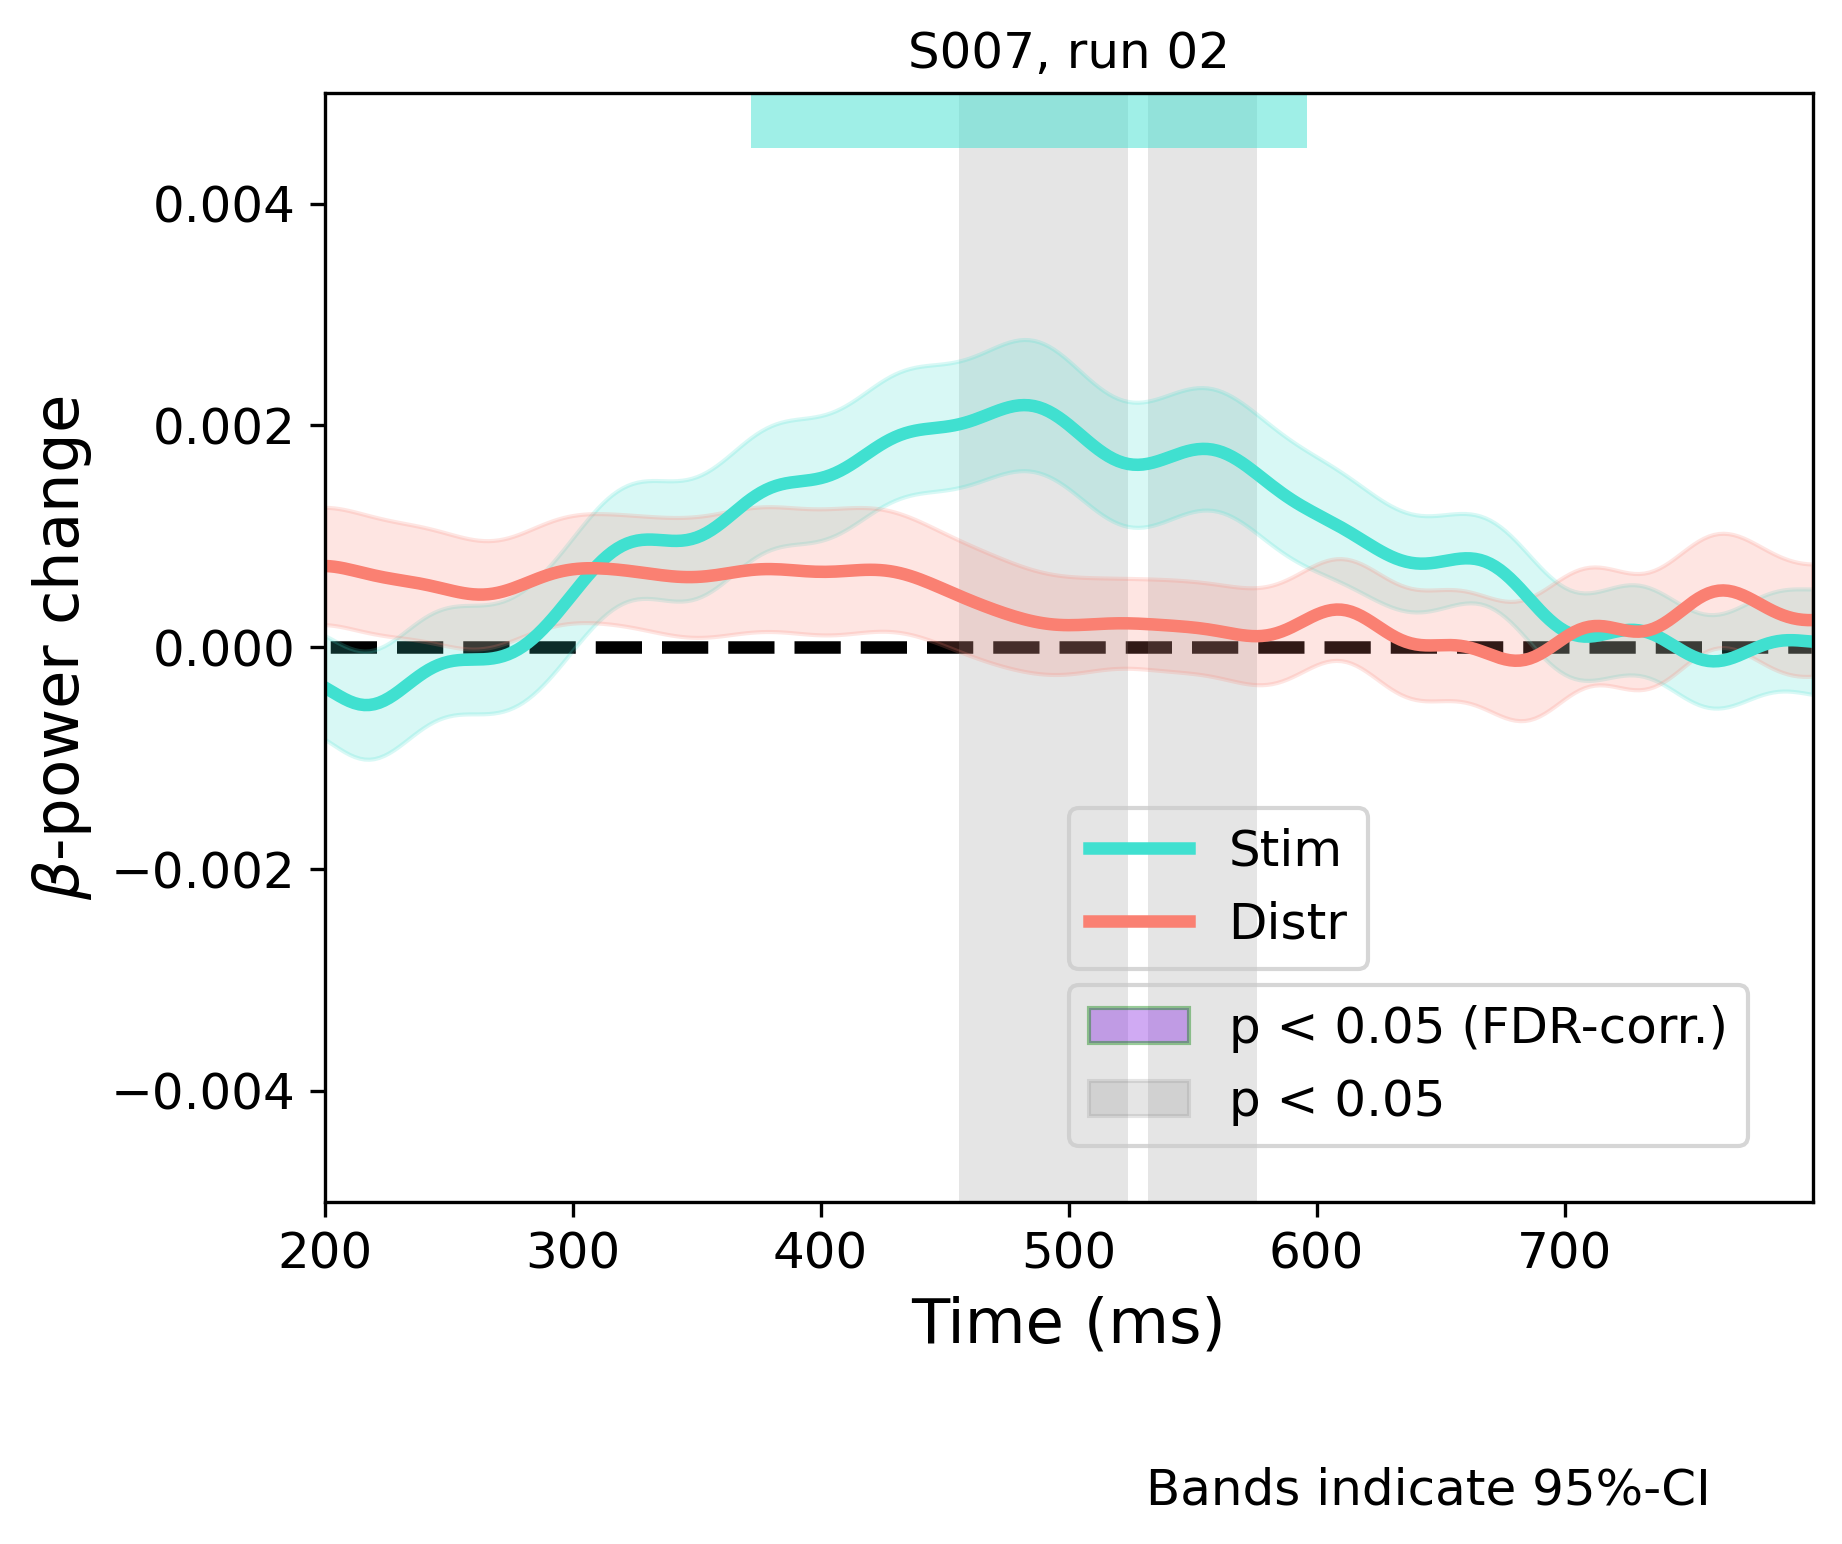 S007, run 02
0.004
0.002
0.000
−0.002
−0.004
β-power change
Stim
Distr
p < 0.05 (FDR-corr.)
p < 0.05
200 300 400 500 600 700
Time (ms)
Bands indicate 95%-CI